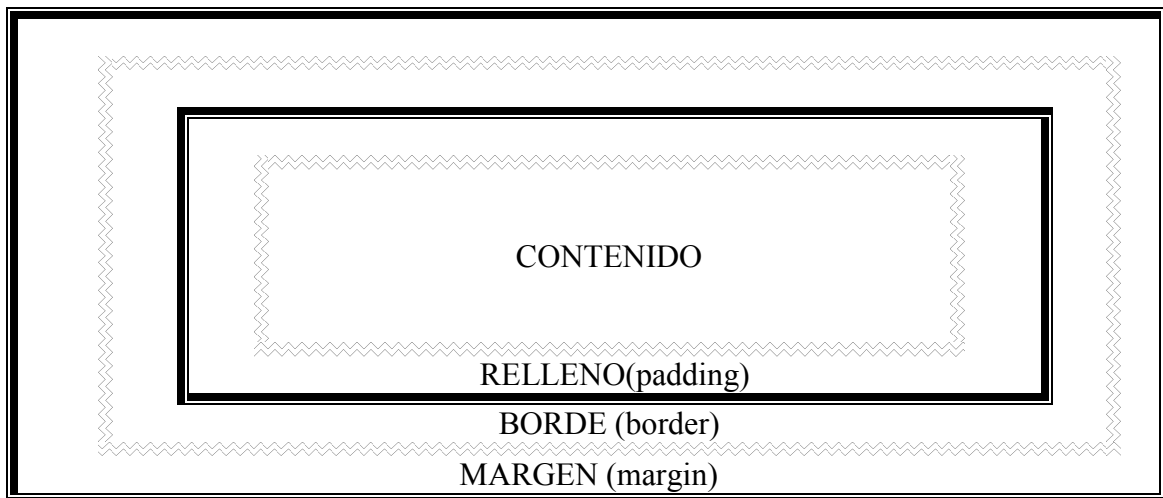 CONTENIDO
RELLENO(padding)
BORDE (border)
MARGEN (margin)